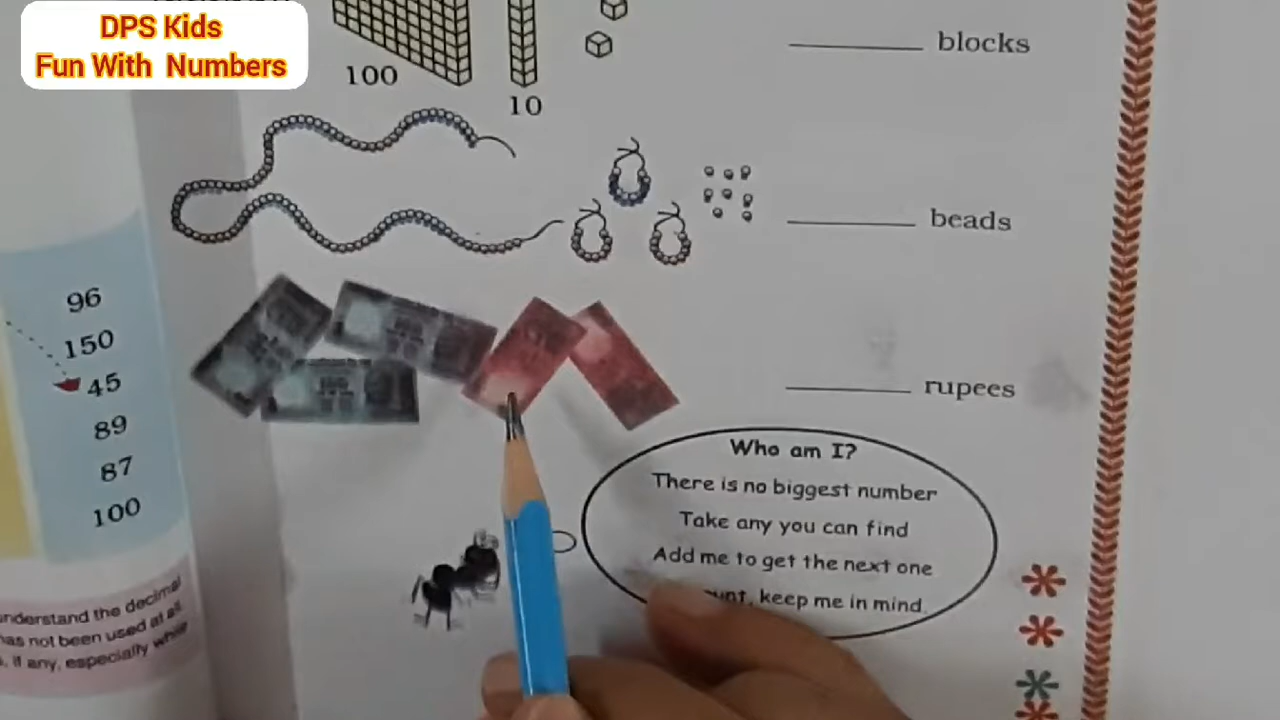 DPS Kids
Fun With Numbers
100
10
blocks
beads
rupees
96
150
45
89
87
100
Who am I?
There is no biggest number
Take any you can find
Add me to get the next one
keep me in mind.
understand the decimal
has not been used at all.
if any, especially while